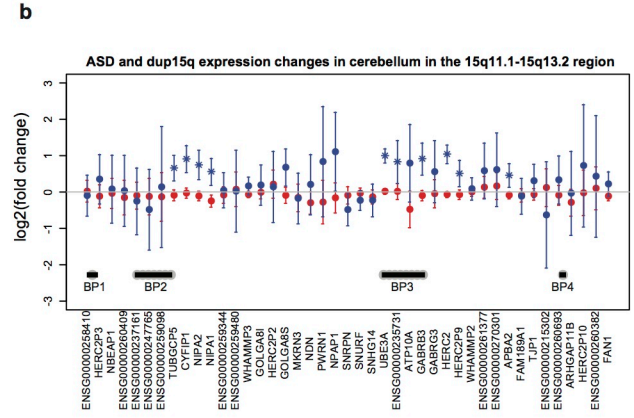 b
ASD and dup15q expression changes in cerebellum in the 15q11.1-15q13.2 region
log2(fold change)
3
2
1
0
-1
-2
-3
BP1
BP2
BP3
BP4
ENSG00000258410
HERC2P3
NBEAP1
ENSG00000260409
ENSG00000237161
ENSG00000247765
ENSG00000259098
TUBGCP5
CYFIP1
NIPA2
NIPA1
ENSG00000259344
ENSG00000259480
WHAMMP3
GOLGA8I
HERC2P2
GOLGA8S
MKRN3
NDN
PWRN1
NPAP1
SNRPN
SNURF
SNHG14
UBE3A
ENSG00000235731
ATP10A
GABRB3
GABRG3
HERC2
HERC2P9
WHAMMP2
ENSG00000261377
ENSG00000270301
APBA2
FAM189A1
TJP1
ENSG00000215302
ENSG00000260693
ARHGAP11B
HERC2P10
ENSG00000260382
FAN1